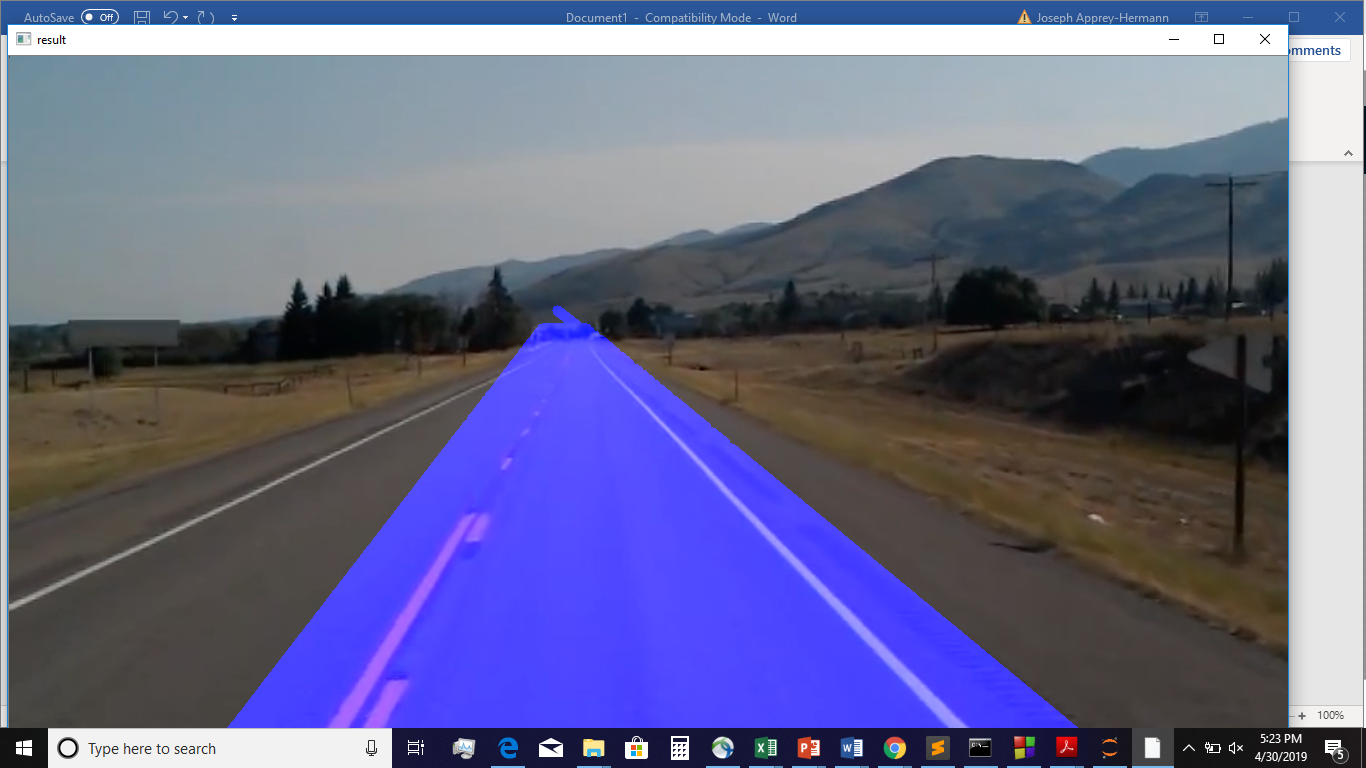 AutoSave Off Document1 - Compatibility Mode - Word Joseph Apprey-Hermann
result
omments
100%
Type here to search
5:23 PM
4/30/2019
5